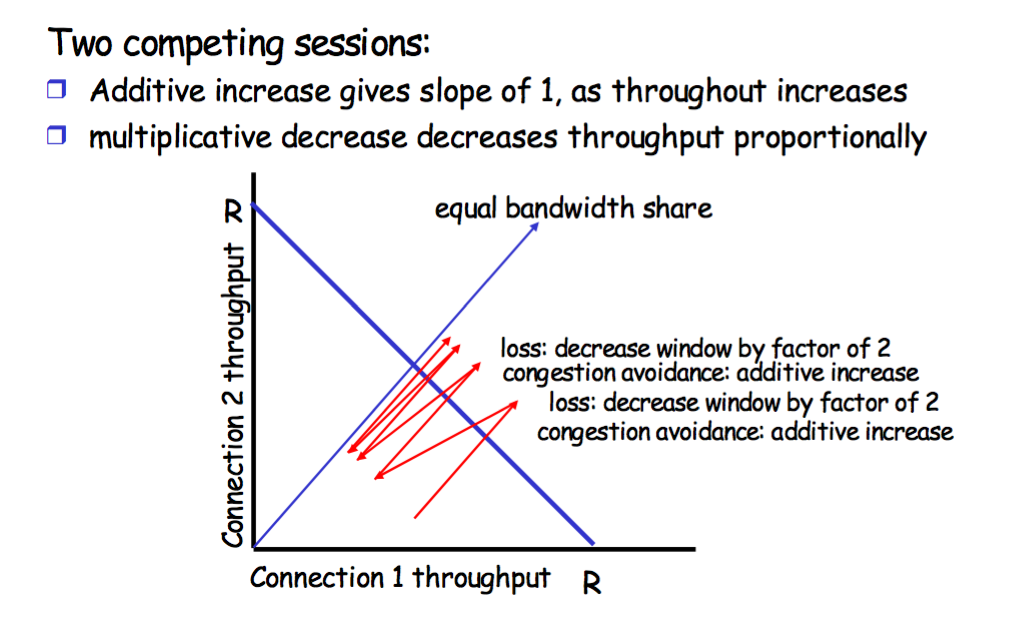 Two competing sessions:
Additive increase gives slope of 1, as throughout increases
multiplicative decrease decreases throughput proportionally
R
equal bandwidth share
Connection 2 throughput
loss: decrease window by factor of 2
congestion avoidance: additive increase
loss: decrease window by factor of 2
congestion avoidance: additive increase
Connection 1 throughput
R